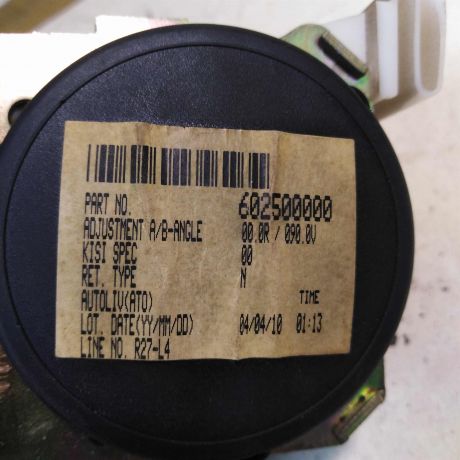 PART NO. 602500000
ADJUSTMENT A/B-ANGLE 00.0R / 090.0V
KISI SPEC 00
RET. TYPE N
AUTOLIV(ATO) TIME
LOT. DATE(YY/MM/DD) 04/04/10 01:13
LINE NO. R27-L4